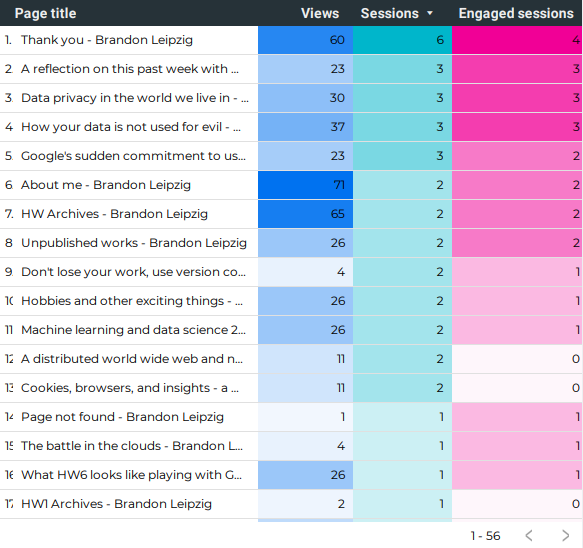 Page title Views Sessions Engaged sessions
1. Thank you - Brandon Leipzig 60 6 4
2 A reflection on this past week with ... 23 3 3
3. Data privacy in the world we live in - ... 30 3 3
4 How your data is not used for evil - ... 37 3 3
5. Google's sudden commitment to us... 23 3 2
6. About me - Brandon Leipzig 71 2 2
7. HW Archives - Brandon Leipzig 65 2 2
8 Unpublished works - Brandon Leipzig 26 2 2
9. Don't lose your work, use version co... 4 2 1
10 Hobbies and other exciting things - ... 26 2 1
11 Machine learning and data science 2... 26 2 1
12 A distributed world wide web and n... 11 2 0
13 Cookies, browsers, and insights - a ... 11 2 0
14 Page not found - Brandon Leipzig 1 1 1
15 The battle in the clouds - Brandon L... 4 1 1
16 What HW6 looks like playing with G... 26 1 1
17 HW1 Archives - Brandon Leipzig 2 1 0
1 - 56